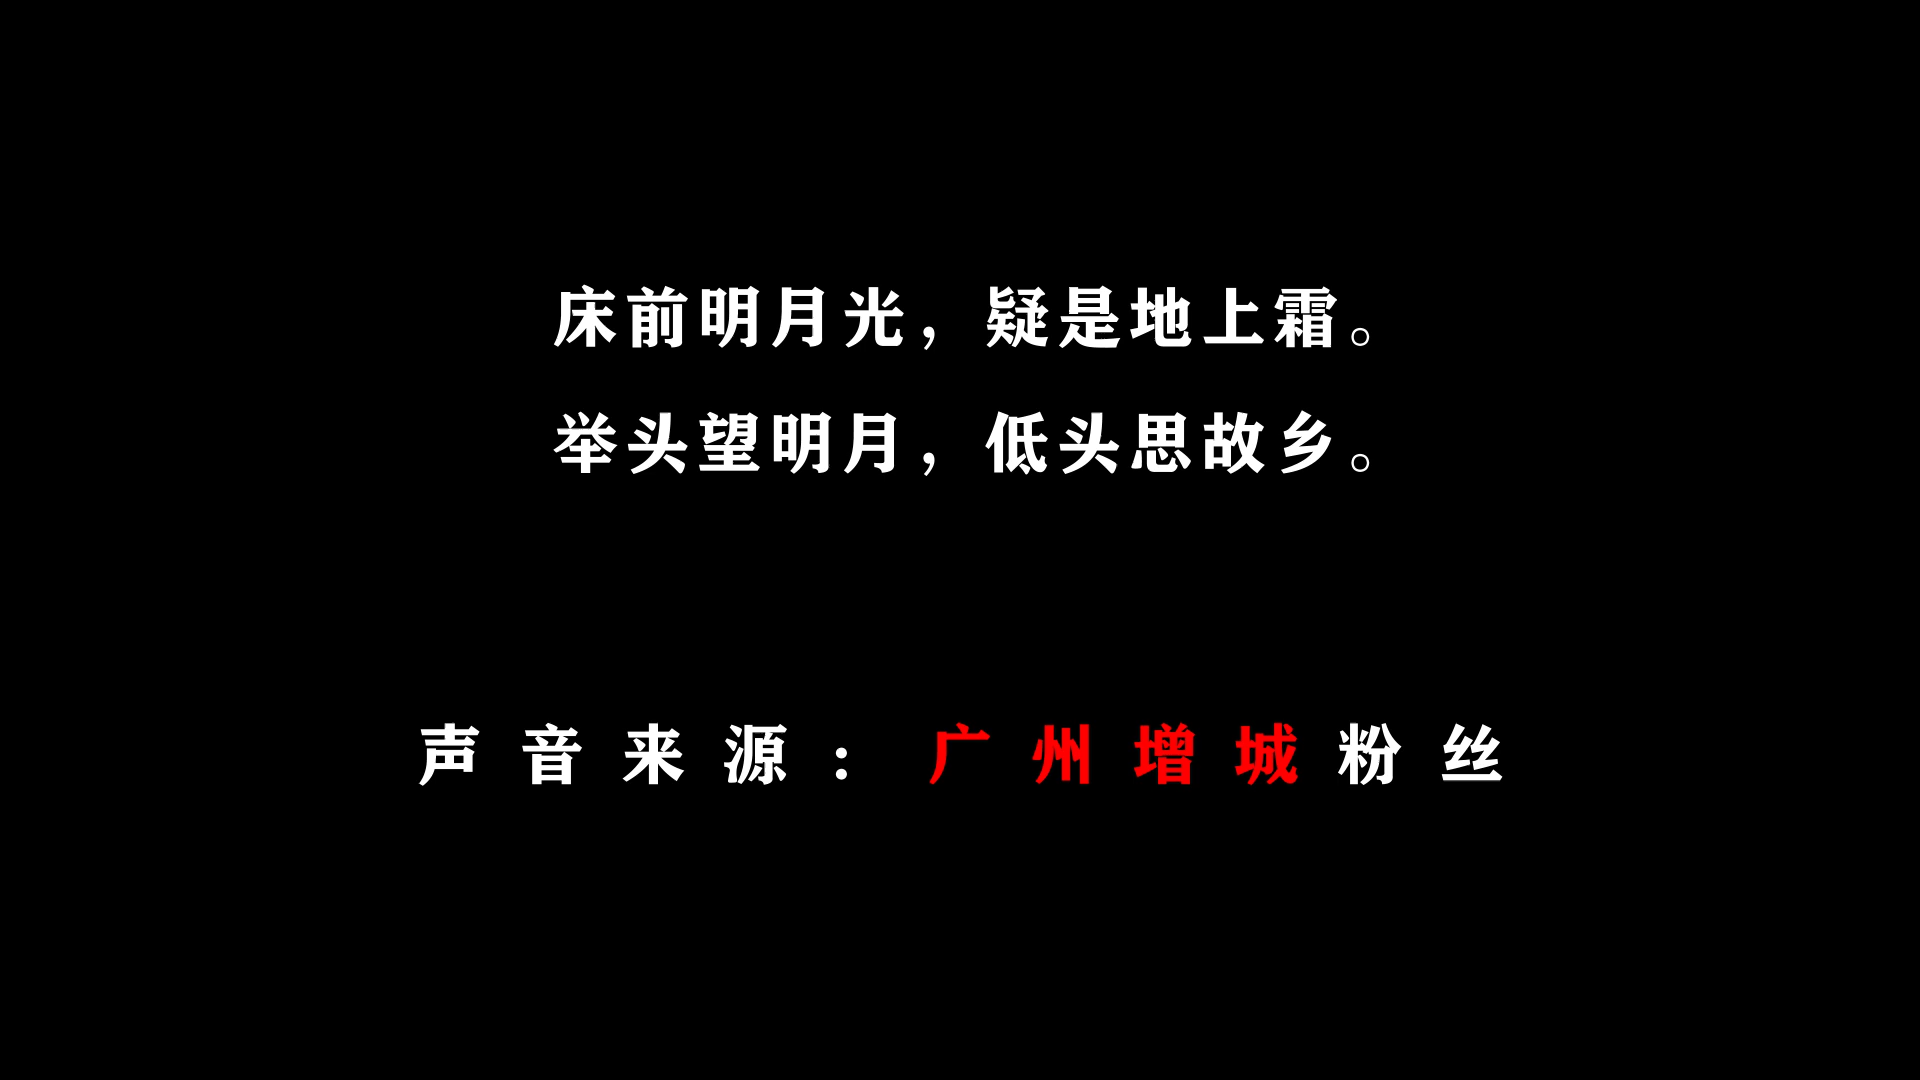 床前明月光，疑是地上霜。
举头望明月，低头思故乡。
声音来源：广州增城粉丝